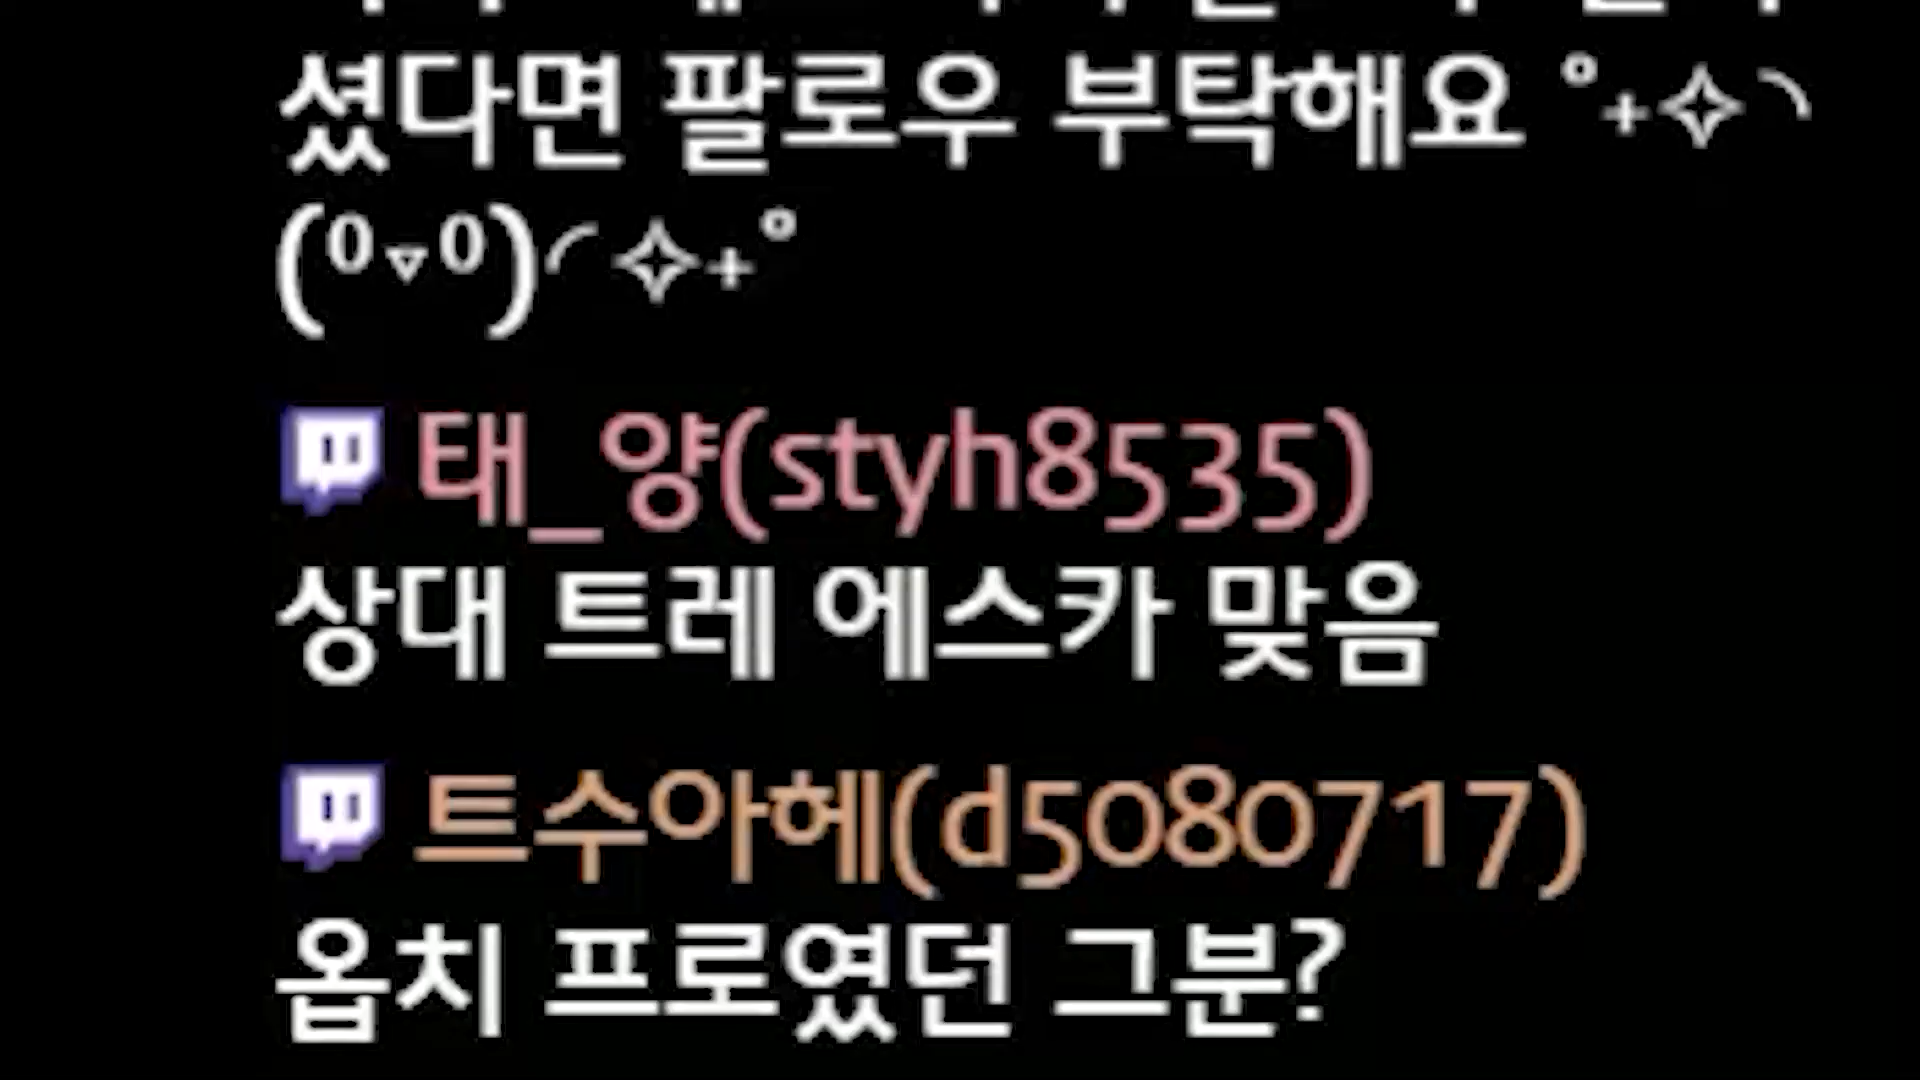 셨다면 팔로우 부탁해요 ˚₊✧◝
(⁰▿⁰)◜✧₊˚
태_양(styh8535)
상대 트레 에스카 맞음
트수아헤(d5080717)
옵치 프로였던 그분?